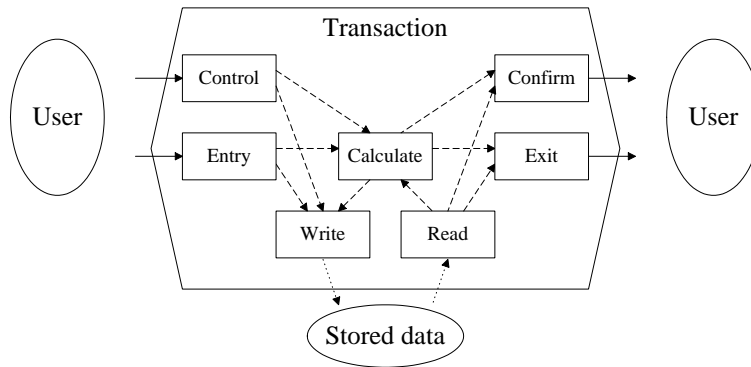 Transaction
Control
Confirm
User
User
Entry
Calculate
Exit
Write
Read
Stored data